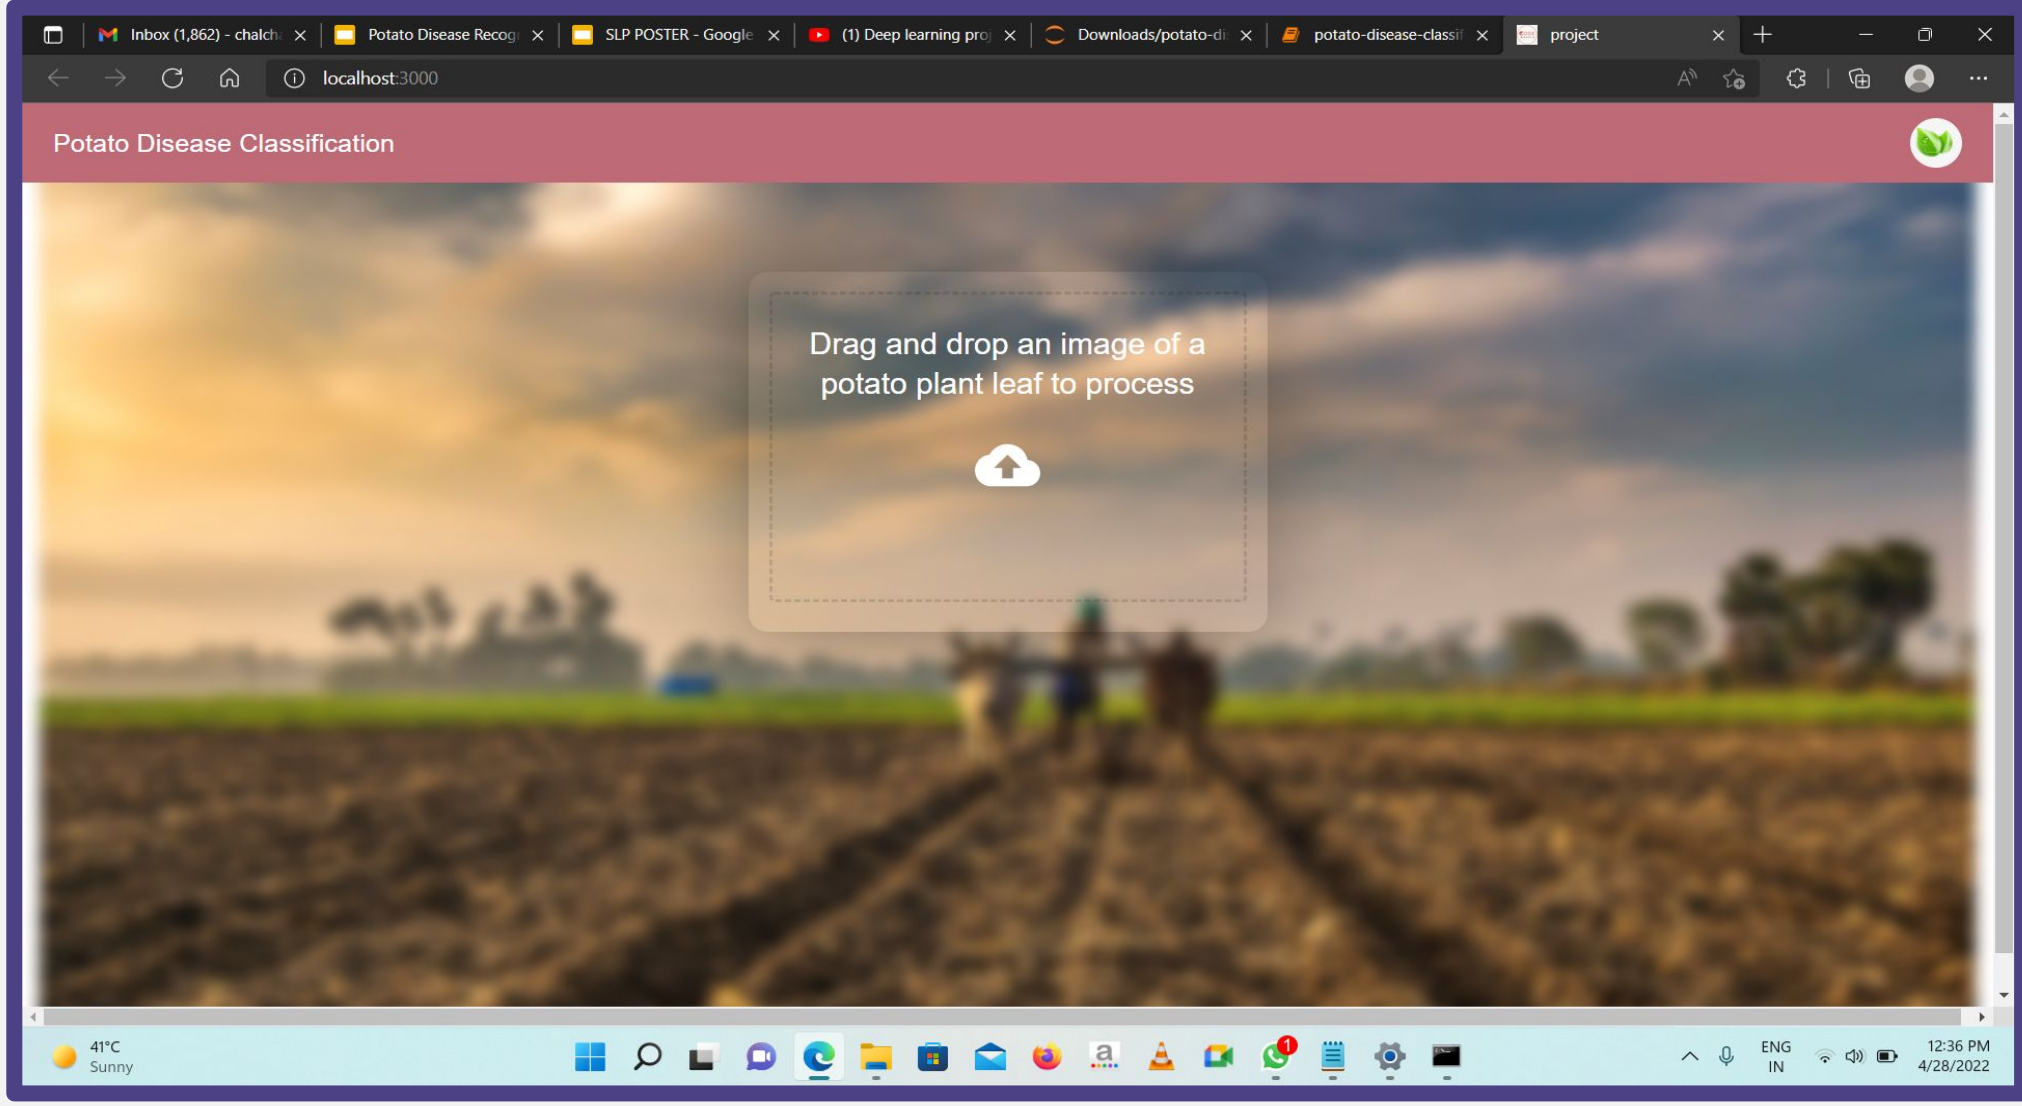 Inbox (1,862) - chalch
Potato Disease Recog
SLP POSTER - Google
(1) Deep learning proj
Downloads/potato-di
potato-disease-classif
project
localhost:3000
Potato Disease Classification
Drag and drop an image of a
potato plant leaf to process
41°C
Sunny
a
1
ENG
IN
12:36 PM
4/28/2022